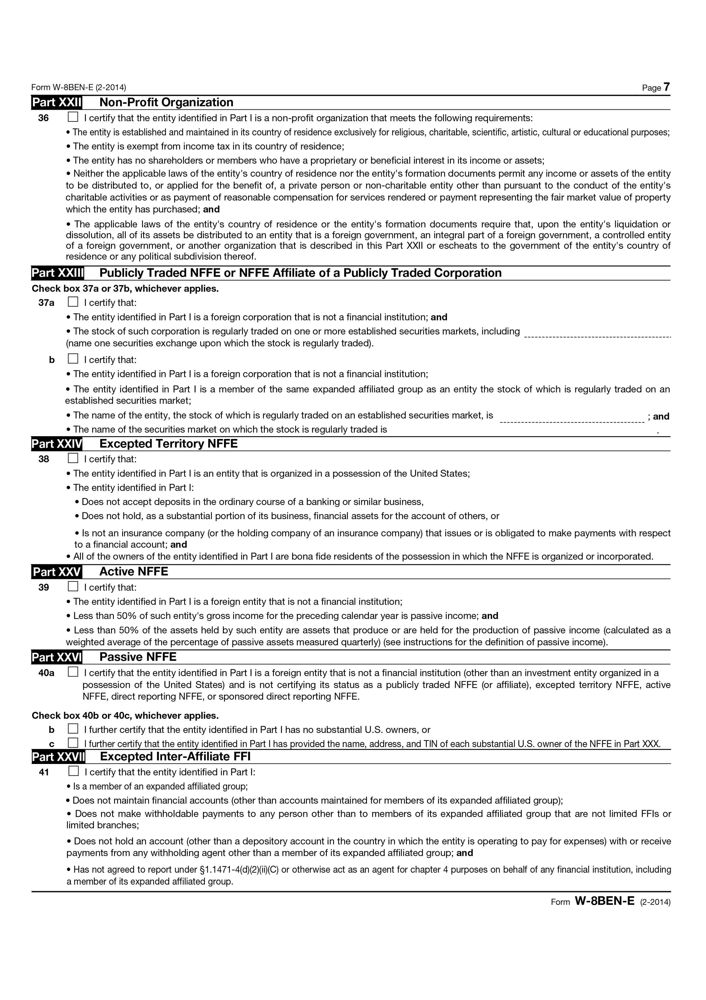 Form W-8BEN-E (2-2014) Page 7
Part XXII Non-Profit Organization
36 I certify that the entity identified in Part I is a non-profit organization that meets the following requirements:
• The entity is established and maintained in its country of residence exclusively for religious, charitable, scientific, artistic, cultural or educational purposes;
• The entity is exempt from income tax in its country of residence;
• The entity has no shareholders or members who have a proprietary or beneficial interest in its income or assets;
• Neither the applicable laws of the entity's country of residence nor the entity's formation documents permit any income or assets of the entity
to be distributed to, or applied for the benefit of, a private person or non-charitable entity other than pursuant to the conduct of the entity's
charitable activities or as payment of reasonable compensation for services rendered or payment representing the fair market value of property
which the entity has purchased; and
• The applicable laws of the entity's country of residence or the entity's formation documents require that, upon the entity's liquidation or
dissolution, all of its assets be distributed to an entity that is a foreign government, an integral part of a foreign government, a controlled entity
of a foreign government, or another organization that is described in this Part XXII or escheats to the government of the entity's country of
residence or any political subdivision thereof.
Part XXIII Publicly Traded NFFE or NFFE Affiliate of a Publicly Traded Corporation
Check box 37a or 37b, whichever applies.
37a I certify that:
• The entity identified in Part I is a foreign corporation that is not a financial institution; and
• The stock of such corporation is regularly traded on one or more established securities markets, including
(name one securities exchange upon which the stock is regularly traded).
b I certify that:
• The entity identified in Part I is a foreign corporation that is not a financial institution;
• The entity identified in Part I is a member of the same expanded affiliated group as an entity the stock of which is regularly traded on an
established securities market;
• The name of the entity, the stock of which is regularly traded on an established securities market, is ; and
• The name of the securities market on which the stock is regularly traded is .
Part XXIV Excepted Territory NFFE
38 I certify that:
• The entity identified in Part I is an entity that is organized in a possession of the United States;
• The entity identified in Part I:
• Does not accept deposits in the ordinary course of a banking or similar business,
• Does not hold, as a substantial portion of its business, financial assets for the account of others, or
• Is not an insurance company (or the holding company of an insurance company) that issues or is obligated to make payments with respect
to a financial account; and
• All of the owners of the entity identified in Part I are bona fide residents of the possession in which the NFFE is organized or incorporated.
Part XXV Active NFFE
39 I certify that:
• The entity identified in Part I is a foreign entity that is not a financial institution;
• Less than 50% of such entity's gross income for the preceding calendar year is passive income; and
• Less than 50% of the assets held by such entity are assets that produce or are held for the production of passive income (calculated as a
weighted average of the percentage of passive assets measured quarterly) (see instructions for the definition of passive income).
Part XXVI Passive NFFE
40a I certify that the entity identified in Part I is a foreign entity that is not a financial institution (other than an investment entity organized in a
possession of the United States) and is not certifying its status as a publicly traded NFFE (or affiliate), excepted territory NFFE, active
NFFE, direct reporting NFFE, or sponsored direct reporting NFFE.
Check box 40b or 40c, whichever applies.
b I further certify that the entity identified in Part I has no substantial U.S. owners, or
c I further certify that the entity identified in Part I has provided the name, address, and TIN of each substantial U.S. owner of the NFFE in Part XXX.
Part XXVII Excepted Inter-Affiliate FFI
41 I certify that the entity identified in Part I:
• Is a member of an expanded affiliated group;
• Does not maintain financial accounts (other than accounts maintained for members of its expanded affiliated group);
• Does not make withholdable payments to any person other than to members of its expanded affiliated group that are not limited FFIs or
limited branches;
• Does not hold an account (other than a depository account in the country in which the entity is operating to pay for expenses) with or receive
payments from any withholding agent other than a member of its expanded affiliated group; and
• Has not agreed to report under §1.1471-4(d)(2)(ii)(C) or otherwise act as an agent for chapter 4 purposes on behalf of any financial institution, including
a member of its expanded affiliated group.
Form W-8BEN-E (2-2014)